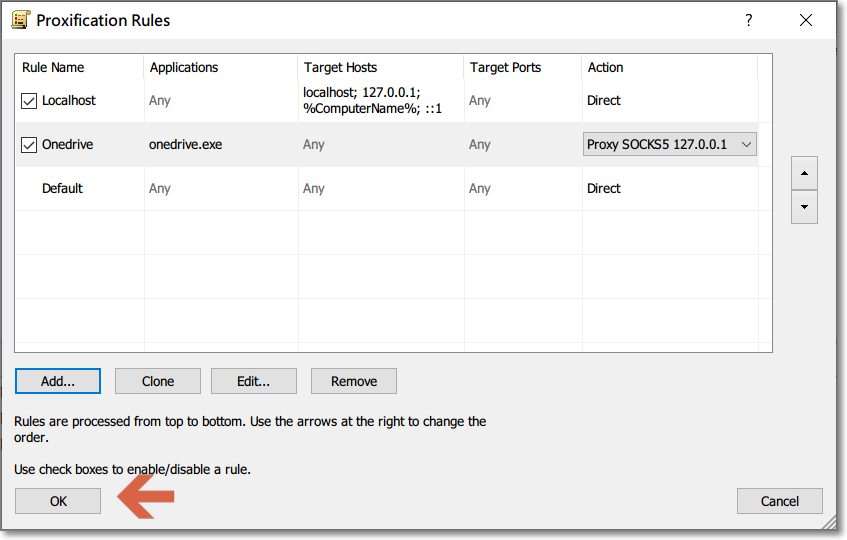 Proxification Rules
Rule Name Applications Target Hosts Target Ports Action
Localhost Any localhost; 127.0.0.1; %ComputerName%; ::1 Any Direct
Onedrive onedrive.exe Any Any Proxy SOCKS5 127.0.0.1
Default Any Any Any Direct
Add... Clone Edit... Remove
Rules are processed from top to bottom. Use the arrows at the right to change the
order.
Use check boxes to enable/disable a rule.
OK Cancel